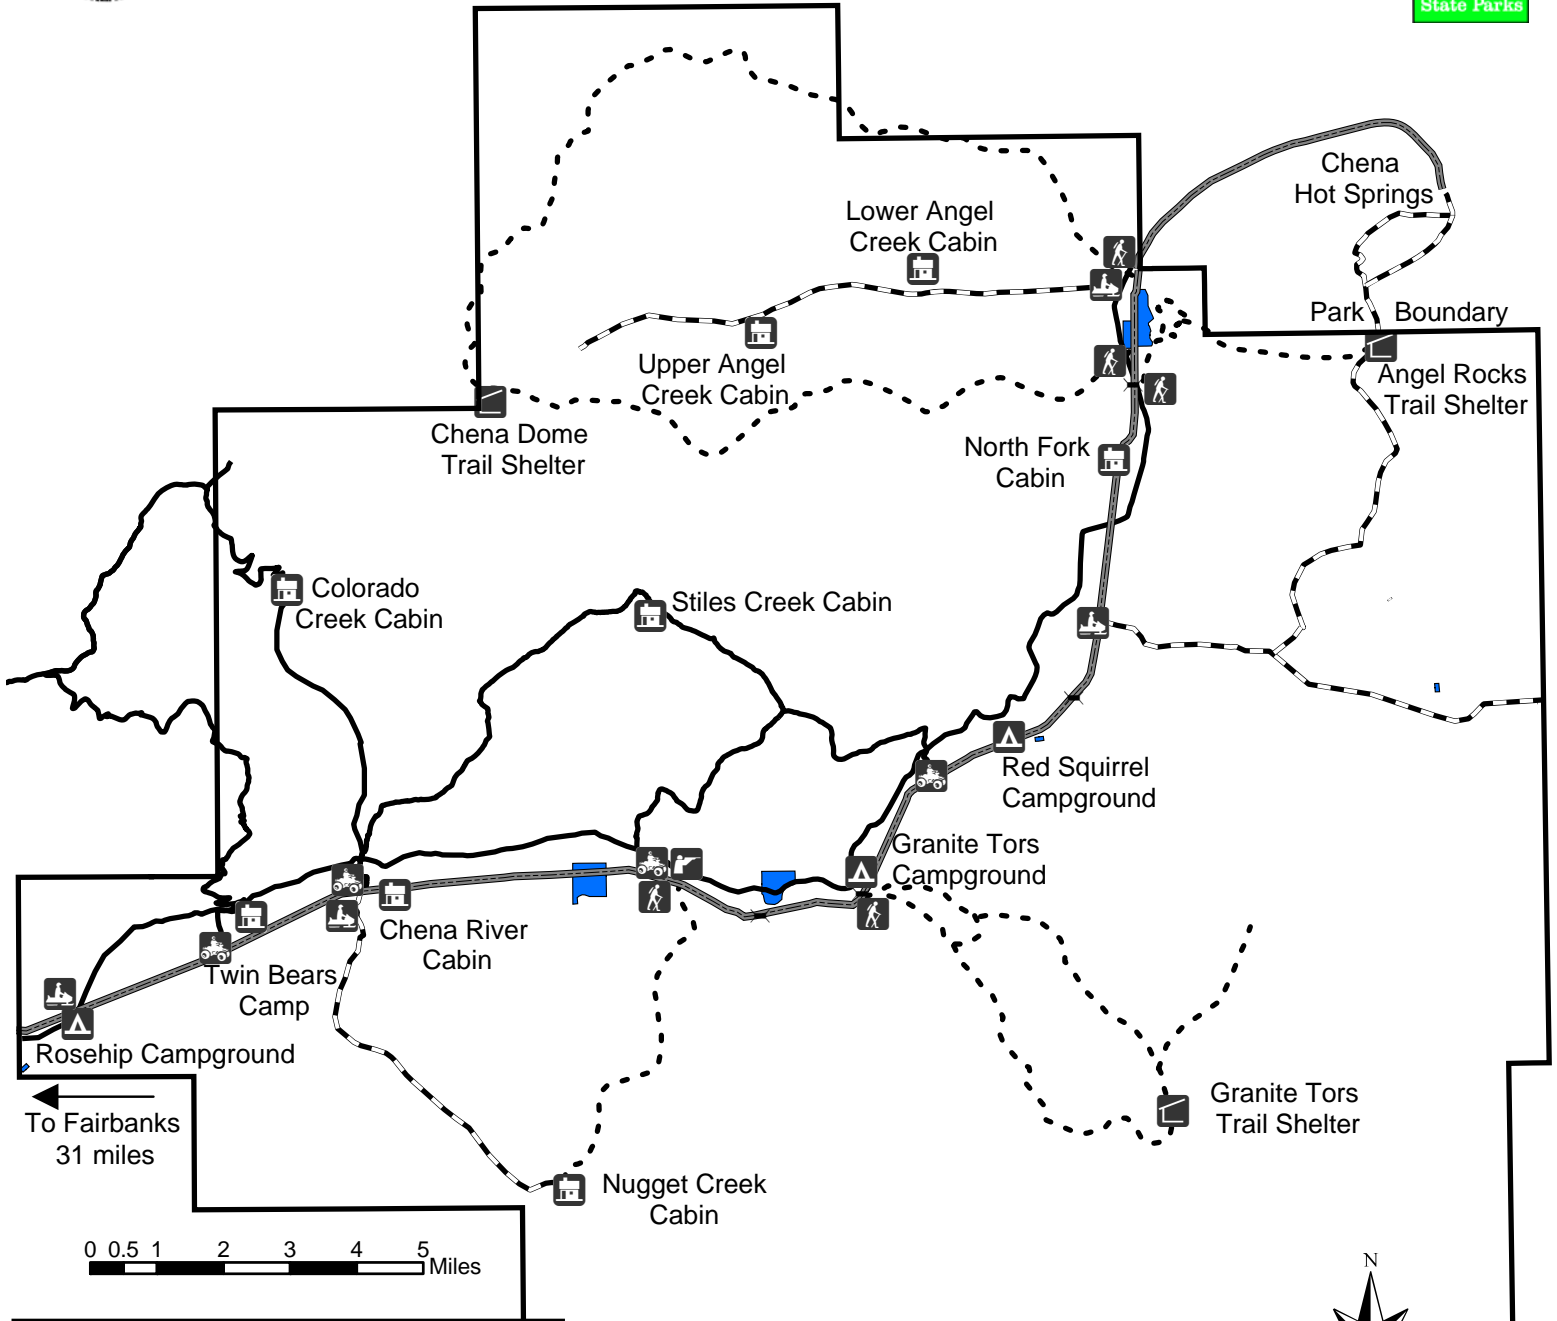 State Parks
Chena
Hot Springs
Lower Angel
Creek Cabin
Park Boundary
Upper Angel
Creek Cabin
Angel Rocks
Trail Shelter
Chena Dome
Trail Shelter
North Fork
Cabin
Colorado
Creek Cabin
Stiles Creek Cabin
Red Squirrel
Campground
Granite Tors
Campground
Chena River
Cabin
Twin Bears
Camp
Rosehip Campground
To Fairbanks
31 miles
Granite Tors
Trail Shelter
Nugget Creek
Cabin
0 0.5 1 2 3 4 5
Miles
N